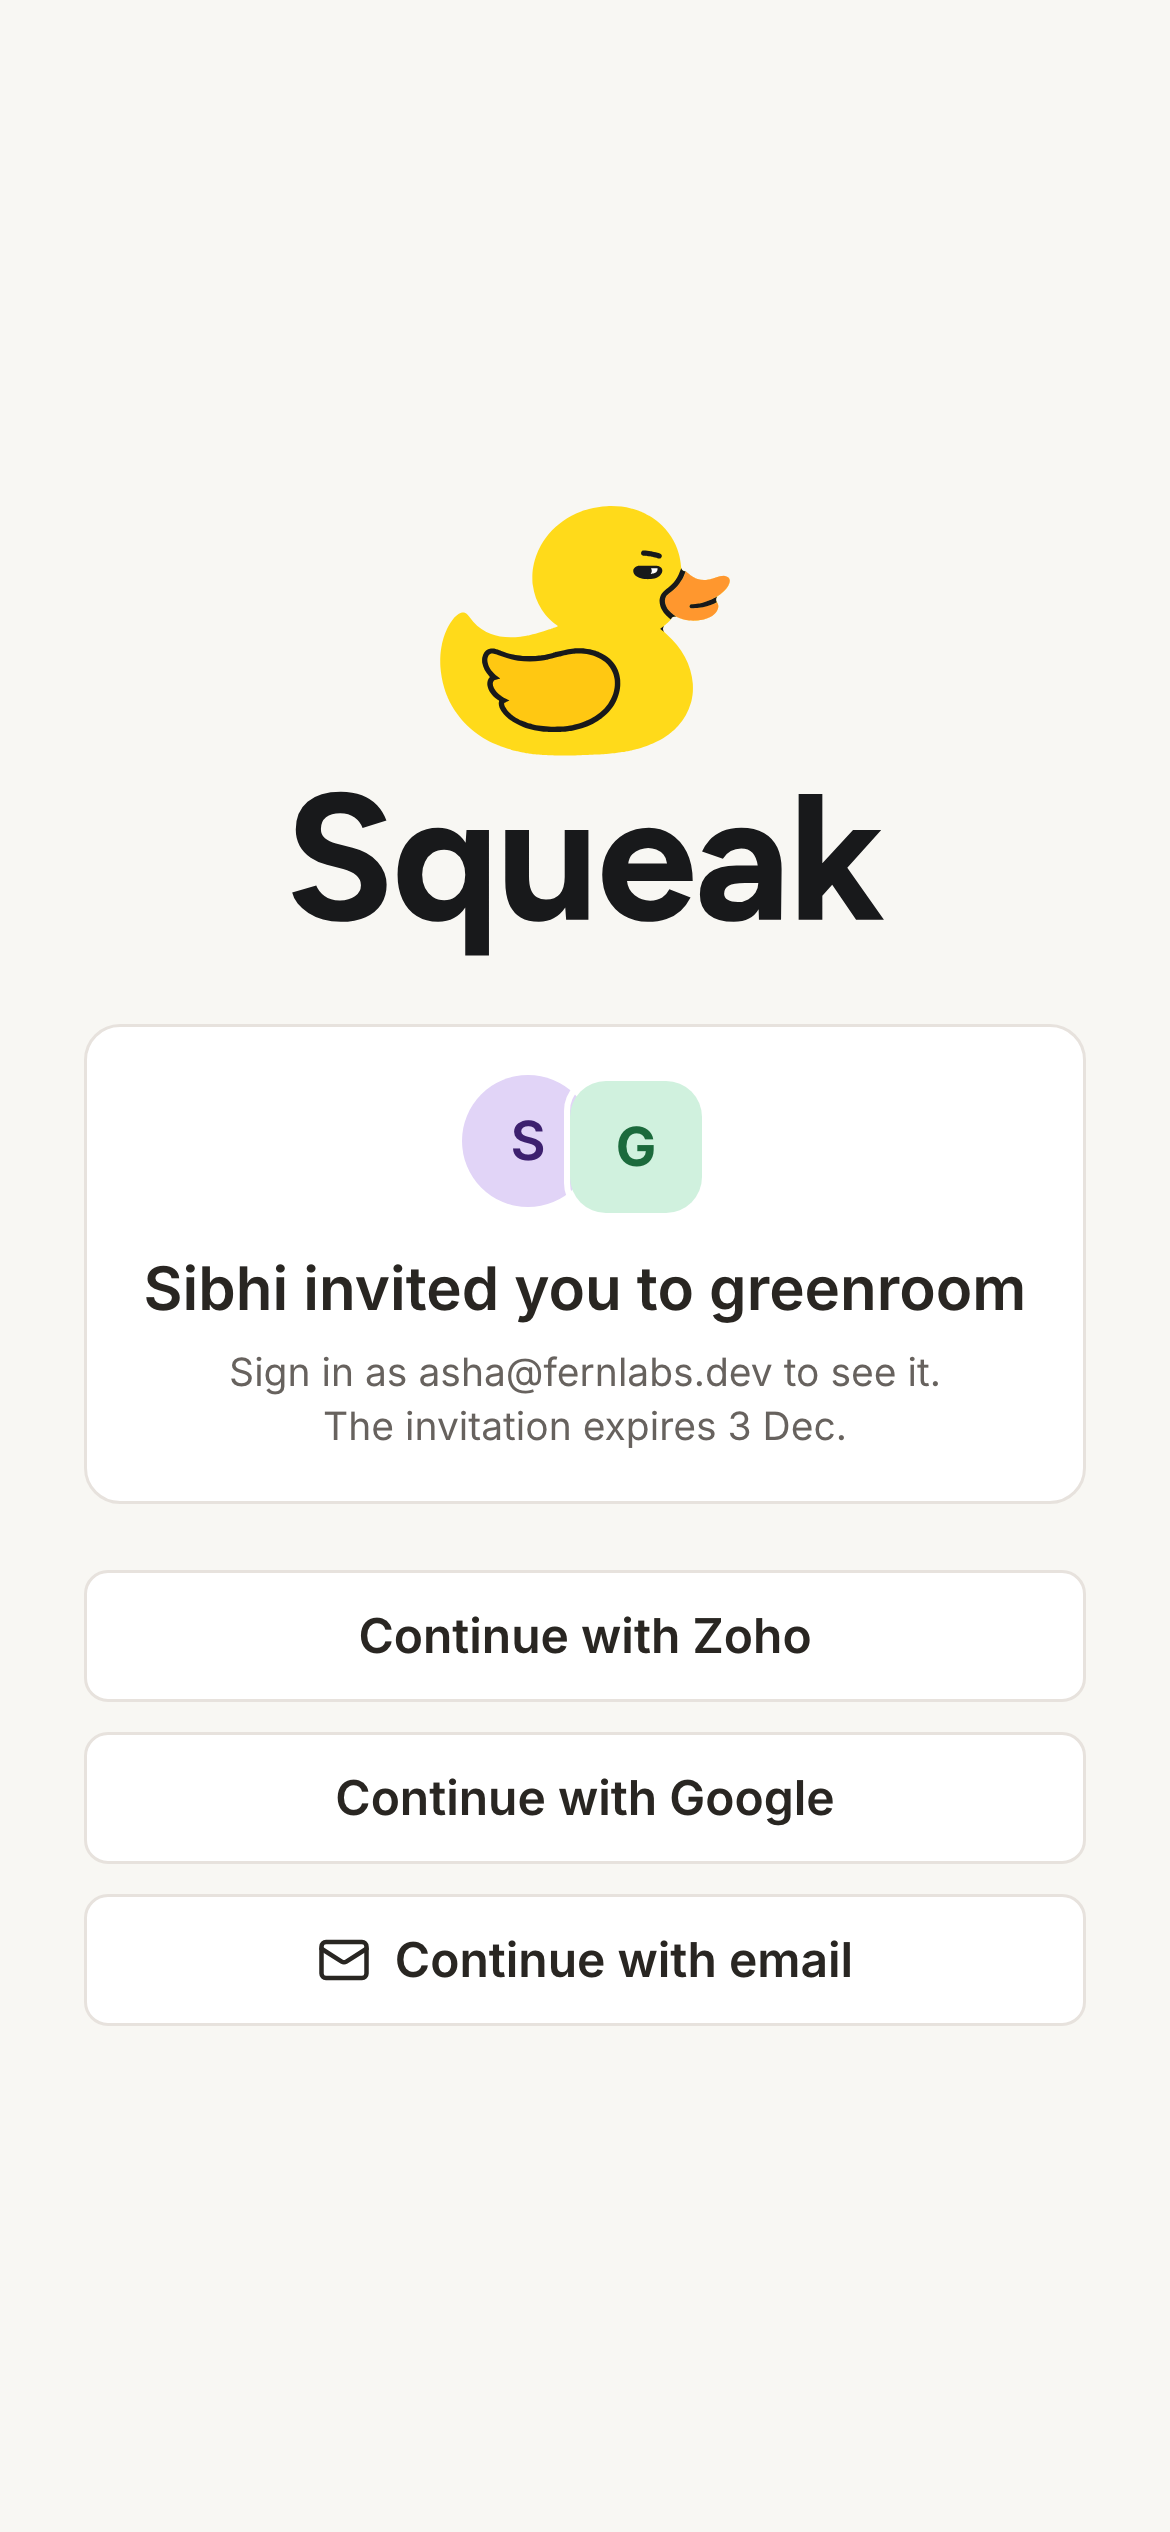 Squeak
S G
Sibhi invited you to greenroom
Sign in as asha@fernlabs.dev to see it.
The invitation expires 3 Dec.
Continue with Zoho
Continue with Google
Continue with email